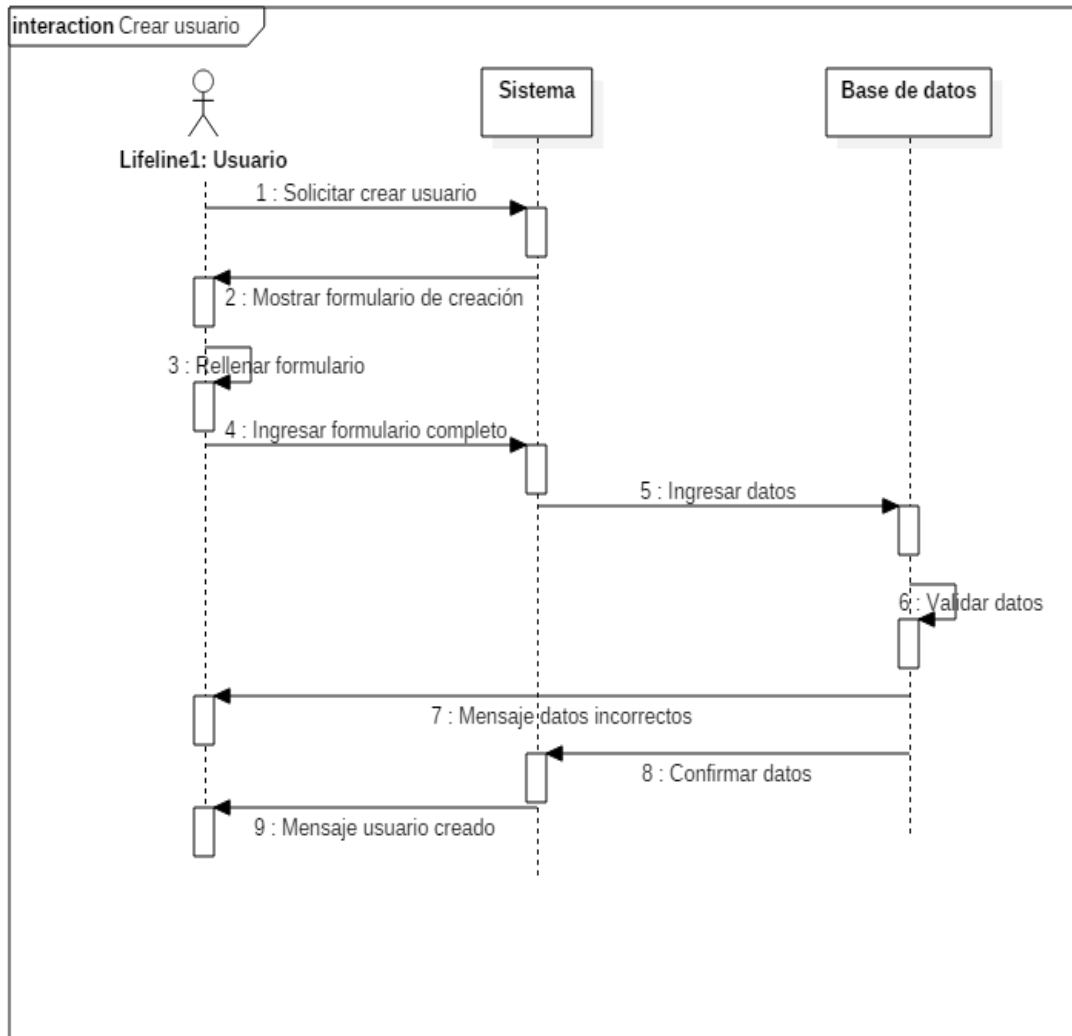 interaction Crear usuario
Sistema
Base de datos
Lifeline1: Usuario
1 : Solicitar crear usuario
2 : Mostrar formulario de creación
3 : Rellenar formulario
4 : Ingresar formulario completo
5 : Ingresar datos
6 : Validar datos
7 : Mensaje datos incorrectos
8 : Confirmar datos
9 : Mensaje usuario creado